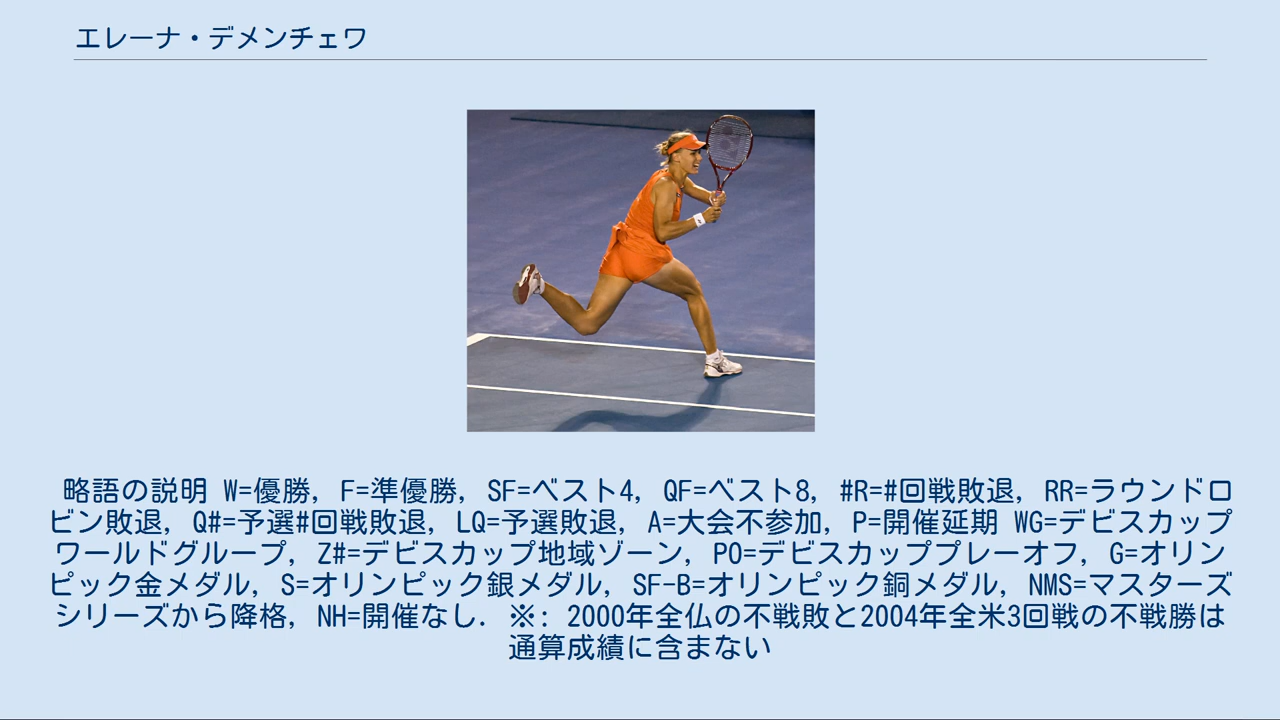 エレーナ・デメンチェワ
略語の説明 W=優勝, F=準優勝, SF=ベスト4, QF=ベスト8, #R=#回戦敗退, RR=ラウンドロ
ビン敗退, Q#=予選#回戦敗退, LQ=予選敗退, A=大会不参加, P=開催延期 WG=デビスカップ
ワールドグループ, Z#=デビスカップ地域ゾーン, PO=デビスカッププレーオフ, G=オリン
ピック金メダル, S=オリンピック銀メダル, SF-B=オリンピック銅メダル, NMS=マスターズ
シリーズから降格, NH=開催なし. ※: 2000年全仏の不戦敗と2004年全米3回戦の不戦勝は
通算成績に含まない